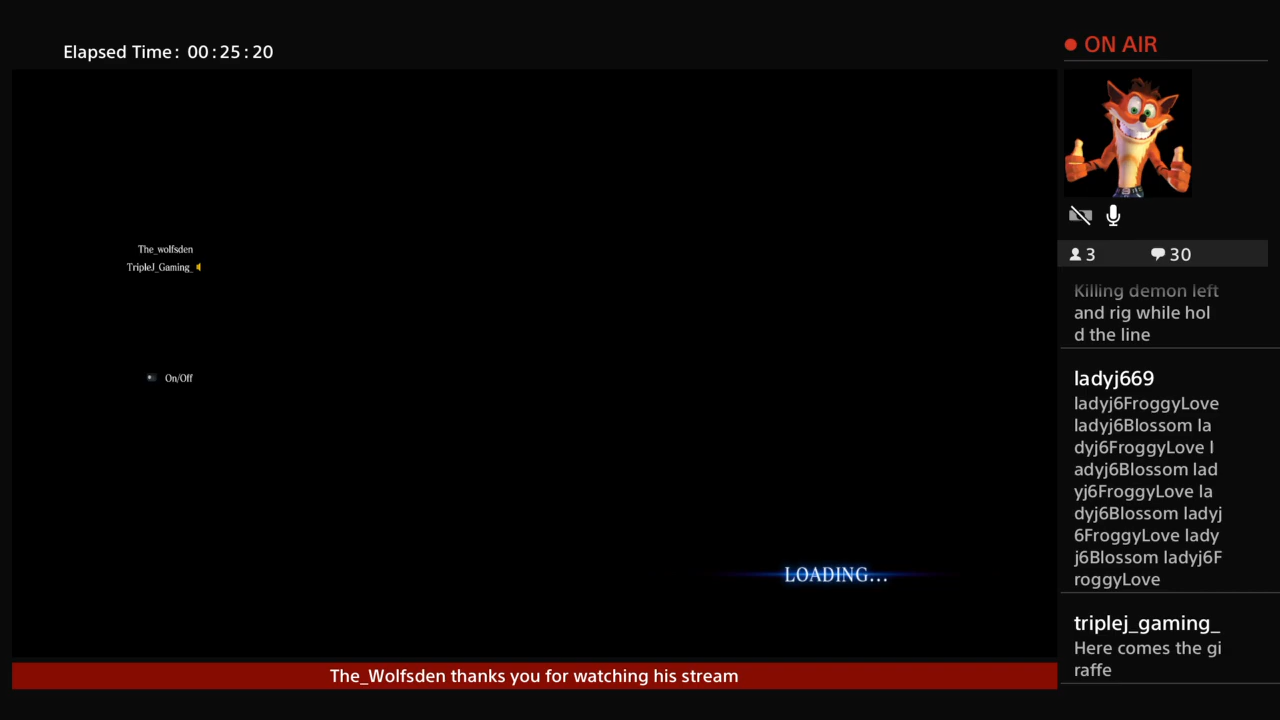 Elapsed Time: 00:25:20
ON AIR
The_wolfsden
TripleJ_Gaming_
On/Off
LOADING...
The_Wolfsden thanks you for watching his stream
3
30
Killing demon left
and rig while hol
d the line
ladyj669
ladyj6FroggyLove
ladyj6Blossom la
dyj6FroggyLove l
adyj6Blossom lad
yj6FroggyLove la
dyj6Blossom ladyj
6FroggyLove lady
j6Blossom ladyj6F
roggyLove
triplej_gaming_
Here comes the gi
raffe